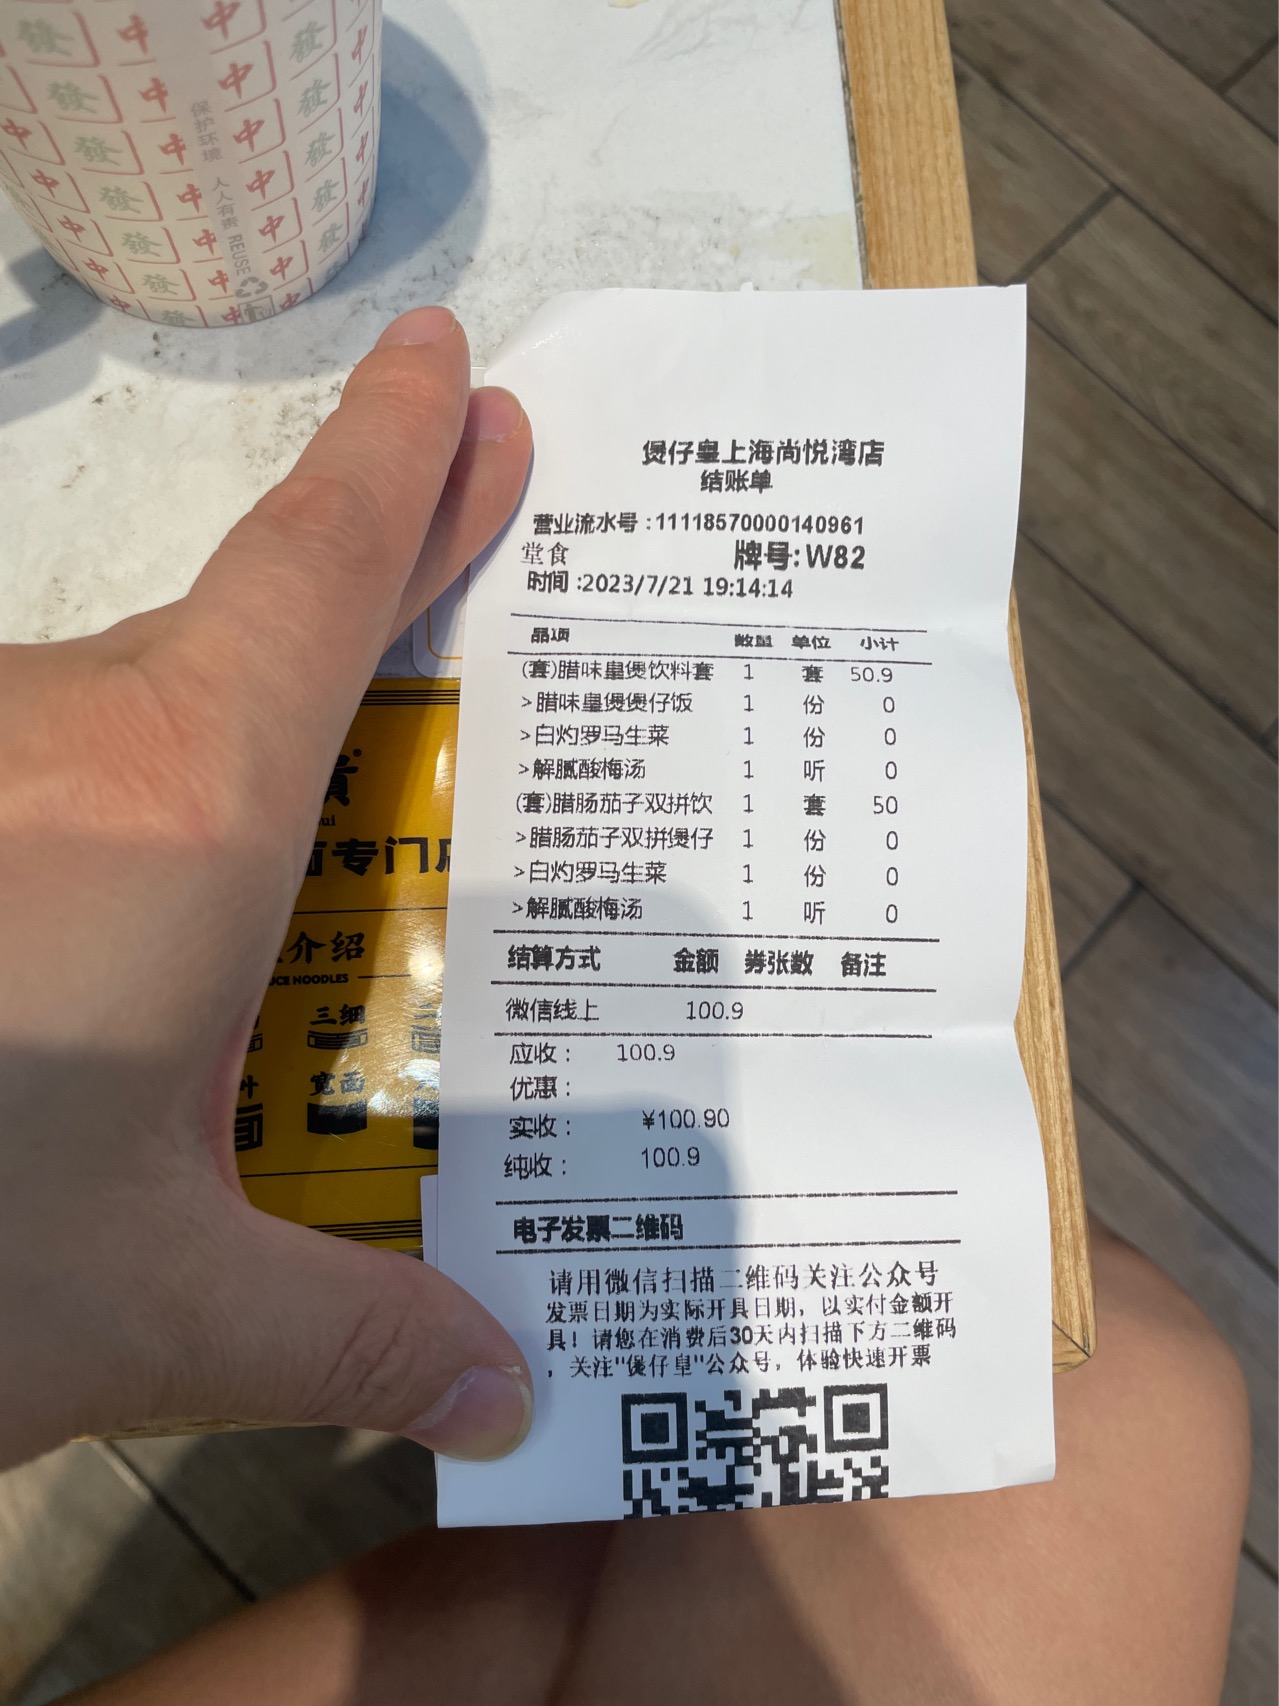 保护环境 人人有责 REUSE
煲仔皇上海尚悦湾店
结账单
营业流水号:11118570000140961
堂食 牌号:W82
时间:2023/7/21 19:14:14
品项 数量 单位 小计
(套)腊味皇煲饮料套 1 套 50.9
>腊味皇煲煲仔饭 1 份 0
>白灼罗马生菜 1 份 0
>解腻酸梅汤 1 听 0
(套)腊肠茄子双拼饮 1 套 50
>腊肠茄子双拼煲仔 1 份 0
>白灼罗马生菜 1 份 0
>解腻酸梅汤 1 听 0
结算方式 金额 券张数 备注
微信线上 100.9
应收: 100.9
优惠:
实收: ¥100.90
纯收: 100.9
电子发票二维码
请用微信扫描二维码关注公众号
发票日期为实际开具日期，以实付金额开
具！请您在消费后30天内扫描下方二维码
，关注"煲仔皇"公众号，体验快速开票
專门店
介绍
UCE NOODLES
三细
宽面